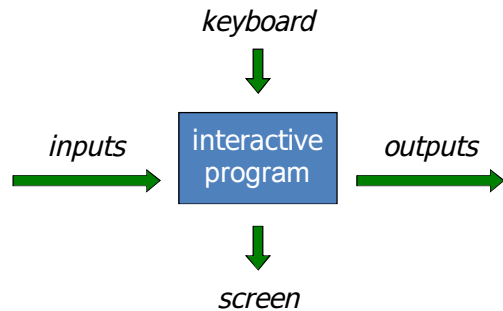 keyboard
inputs
interactive
program
outputs
screen